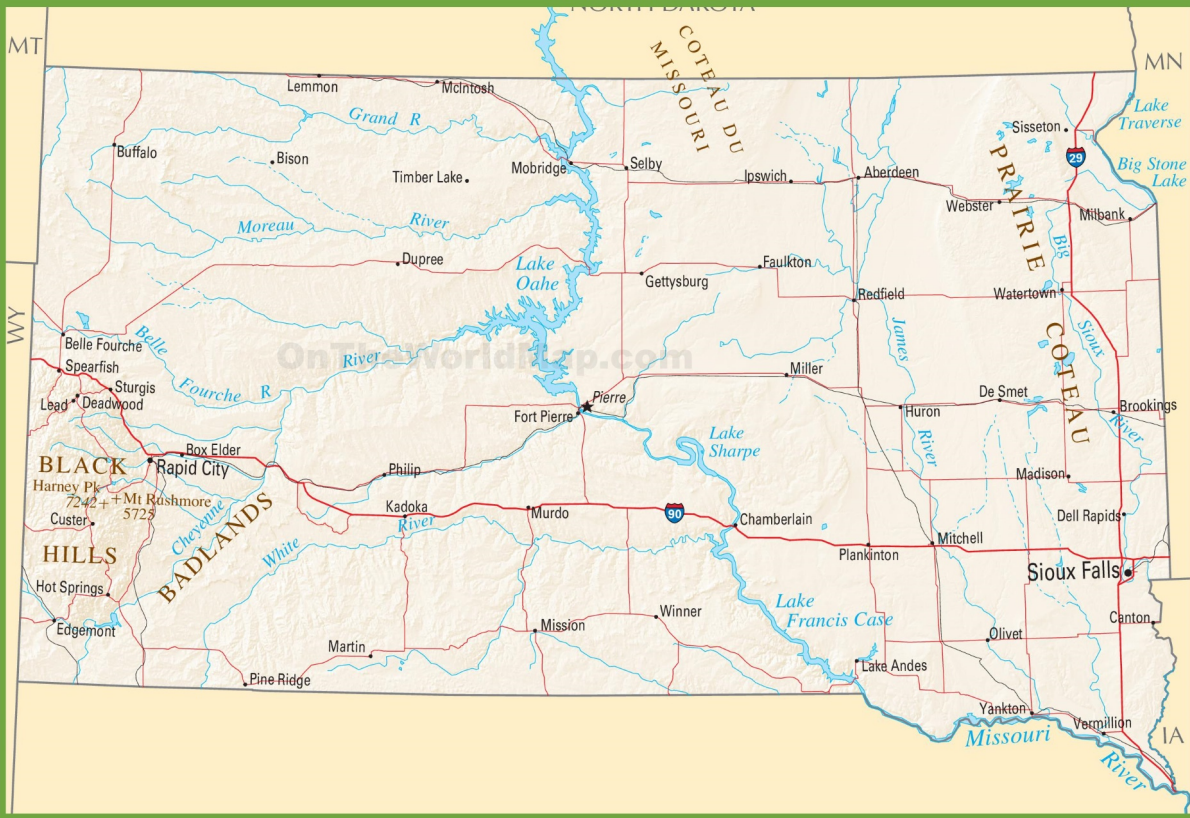 NORTH DAKOTA
MT
MN
COTEAU DU
MISSOURI
Lemmon
McIntosh
Grand R
Lake
Traverse
Sisseton
Buffalo
Bison
Timber Lake
Mobridge
Selby
Ipswich
Aberdeen
29
Big Stone
Lake
PRAIRIE
Webster
Milbank
Moreau
River
Big
Dupree
Lake
Oahe
Gettysburg
Faulkton
Redfield
Watertown
WY
Belle Fourche
Belle
Fourche R
River
OnTheWorldMap.com
James
Sioux
COTEAU
Spearfish
Sturgis
Lead
Deadwood
Miller
Pierre
Fort Pierre
De Smet
Huron
Brookings
River
River
Lake
Sharpe
Box Elder
Rapid City
BLACK
Harney Pk
7242+
+Mt Rushmore
5725
Philip
Madison
Custer
Cheyenne
BADLANDS
Kadoka
River
Murdo
90
Chamberlain
Dell Rapids
HILLS
White
Plankinton
Mitchell
Sioux Falls
Hot Springs
Edgemont
Lake
Francis Case
Winner
Mission
Martin
Pine Ridge
Olivet
Canton
Lake Andes
Yankton
Vermillion
Missouri
River
IA